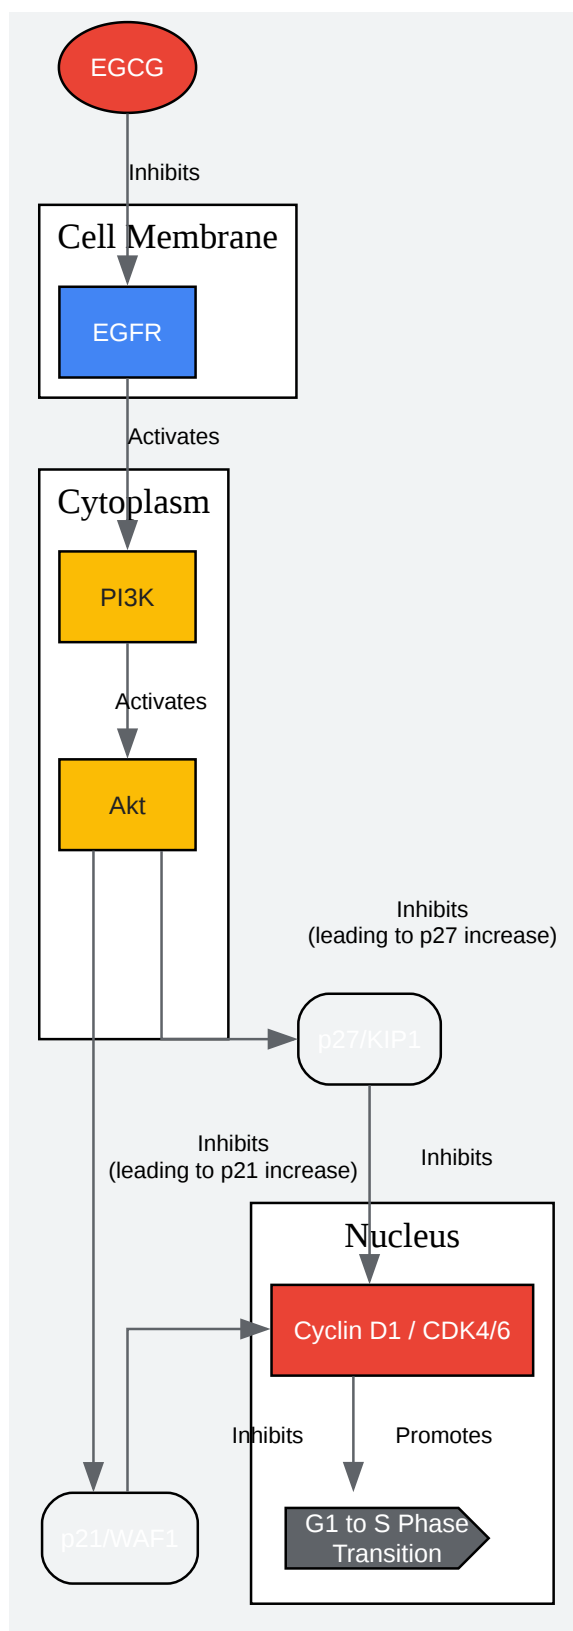 EGCG
Inhibits
Cell Membrane
EGFR
Activates
Cytoplasm
PI3K
Activates
Akt
Inhibits
(leading to p27 increase)
p27/KIP1
Inhibits
(leading to p21 increase)
Inhibits
Nucleus
Cyclin D1 / CDK4/6
Inhibits
Promotes
G1 to S Phase
Transition
p21/WAF1